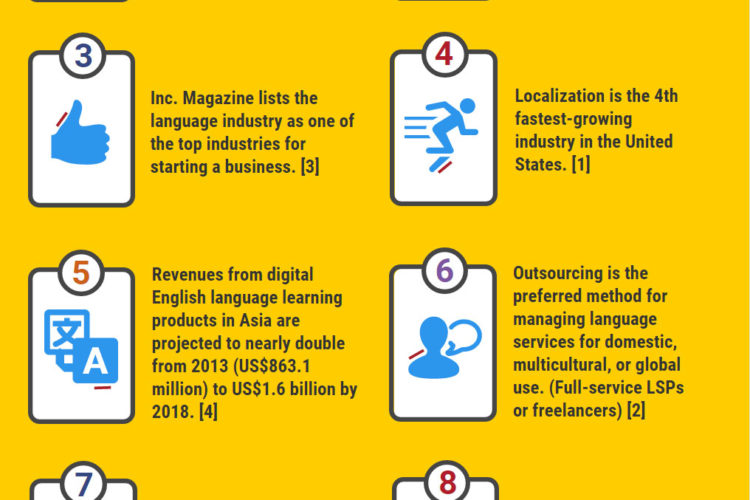 3
Inc. Magazine lists the
language industry as one of
the top industries for
starting a business. [3]
4
Localization is the 4th
fastest-growing
industry in the United
States. [1]
5
文
A
Revenues from digital
English language learning
products in Asia are
projected to nearly double
from 2013 (US$863.1
million) to US$1.6 billion by
2018. [4]
6
Outsourcing is the
preferred method for
managing language
services for domestic,
multicultural, or global
use. (Full-service LSPs
or freelancers) [2]
7
8